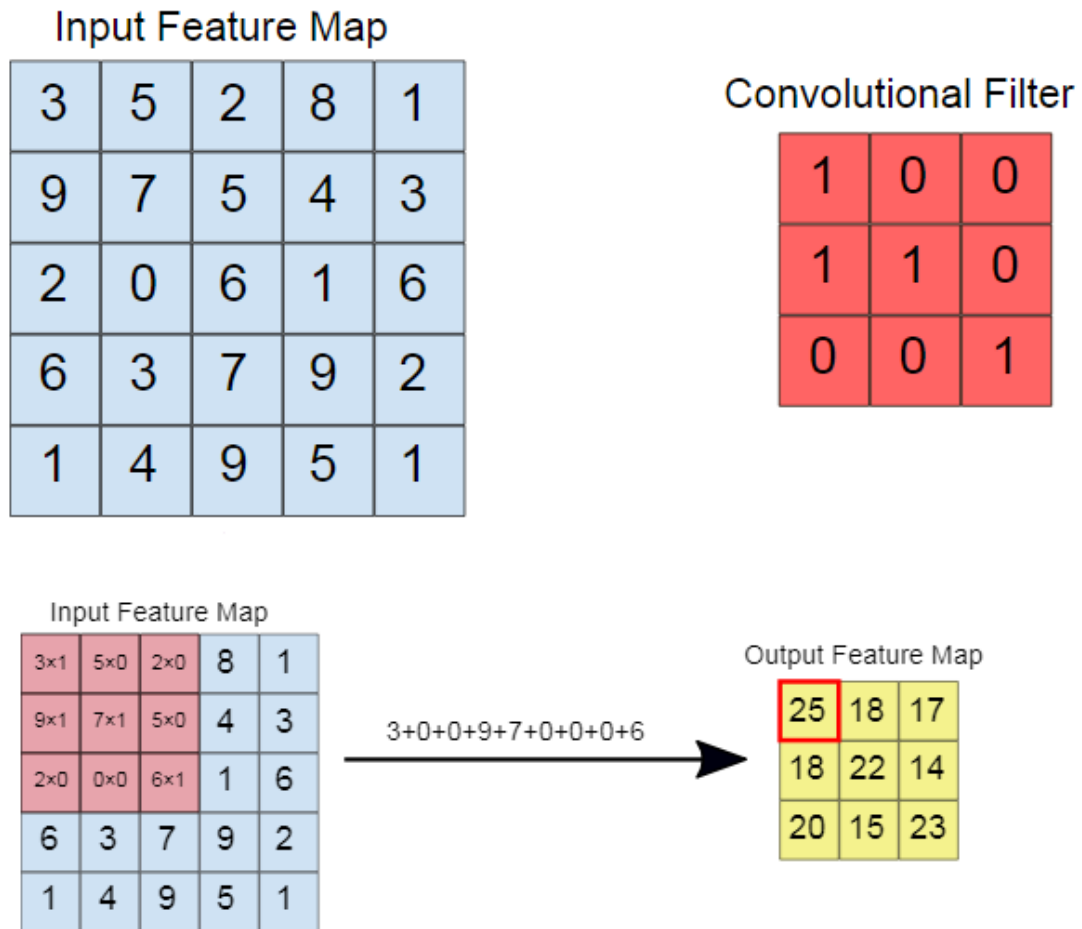 Input Feature Map
3 5 2 8 1
9 7 5 4 3
2 0 6 1 6
6 3 7 9 2
1 4 9 5 1
Convolutional Filter
1 0 0
1 1 0
0 0 1
Input Feature Map
3×1 5×0 2×0 8 1
9×1 7×1 5×0 4 3
2×0 0×0 6×1 1 6
6 3 7 9 2
1 4 9 5 1
3+0+0+9+7+0+0+0+6
Output Feature Map
25 18 17
18 22 14
20 15 23